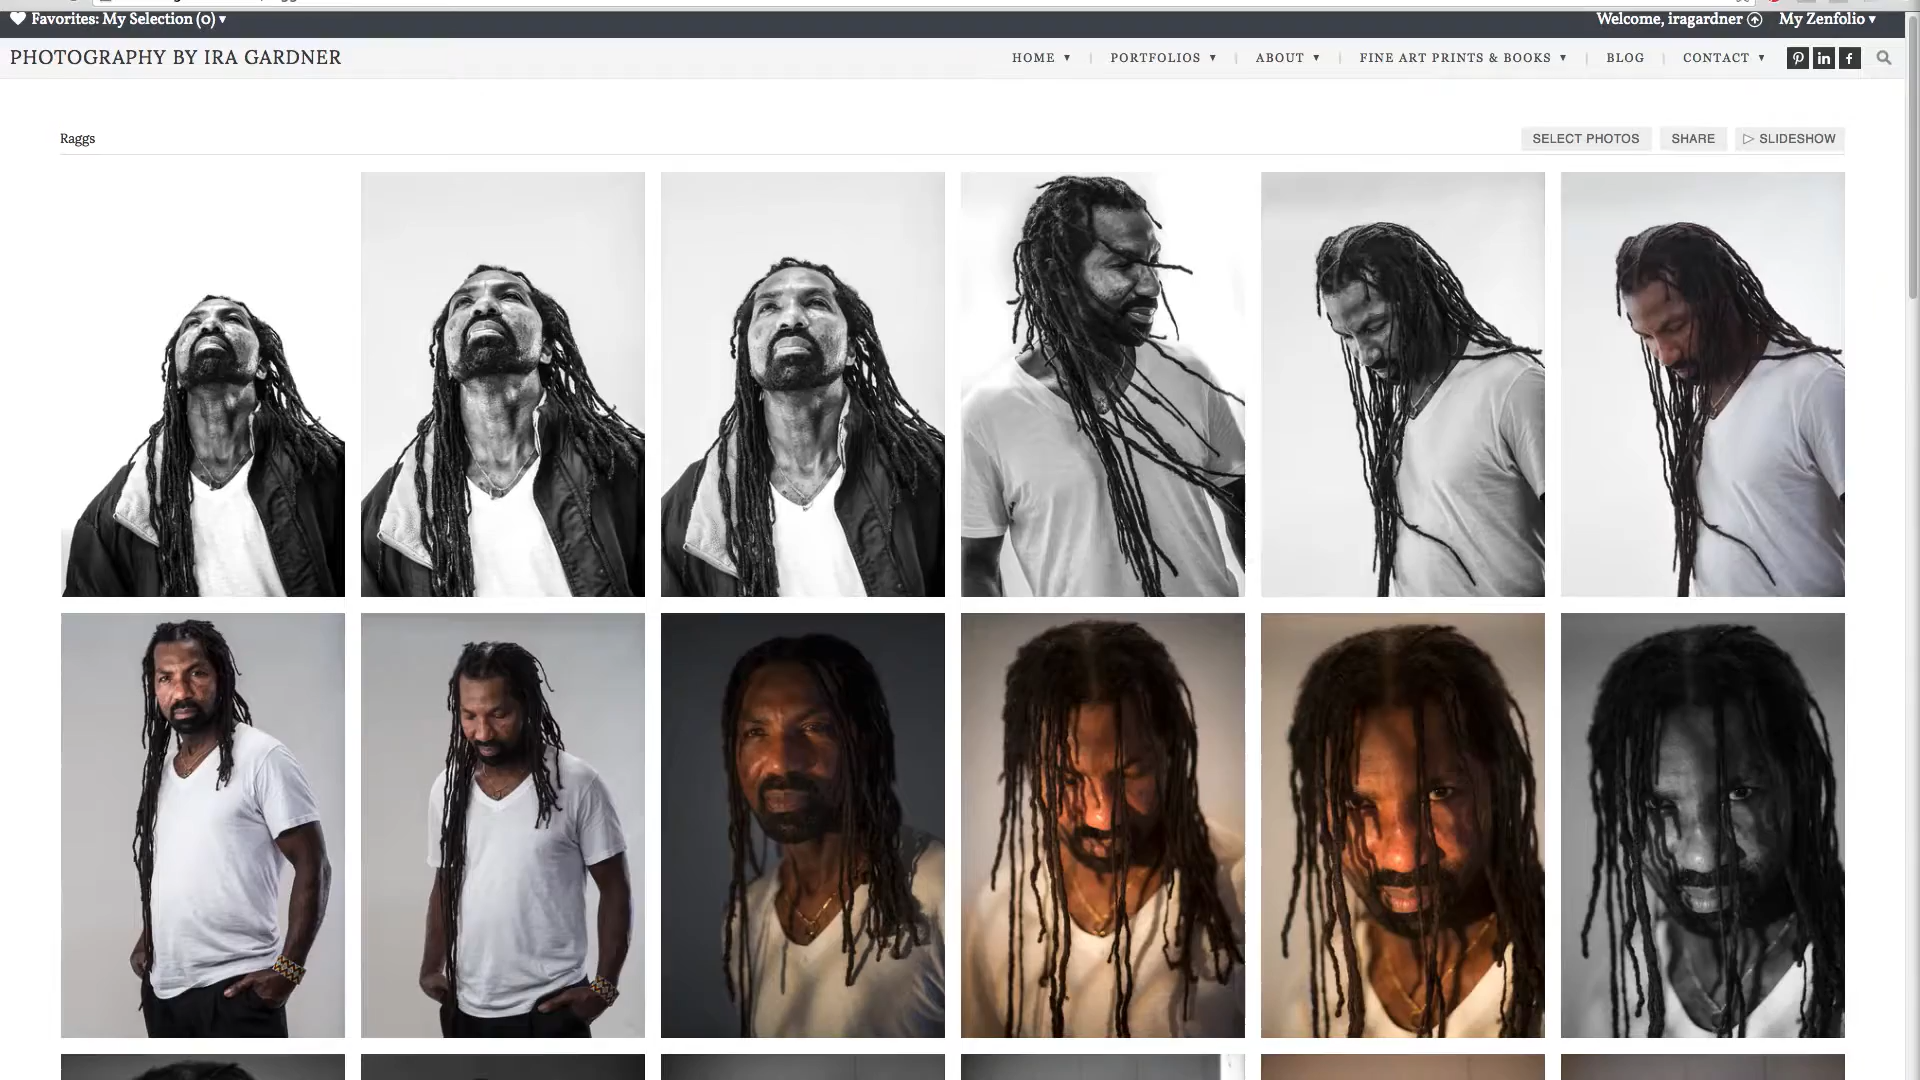 Favorites: My Selection (0) ▾
Welcome, iragardner
My Zenfolio ▾
PHOTOGRAPHY BY IRA GARDNER
HOME ▼ | PORTFOLIOS ▼ | ABOUT ▼ | FINE ART PRINTS & BOOKS ▼ | BLOG | CONTACT ▼
Raggs
SELECT PHOTOS
SHARE
SLIDESHOW